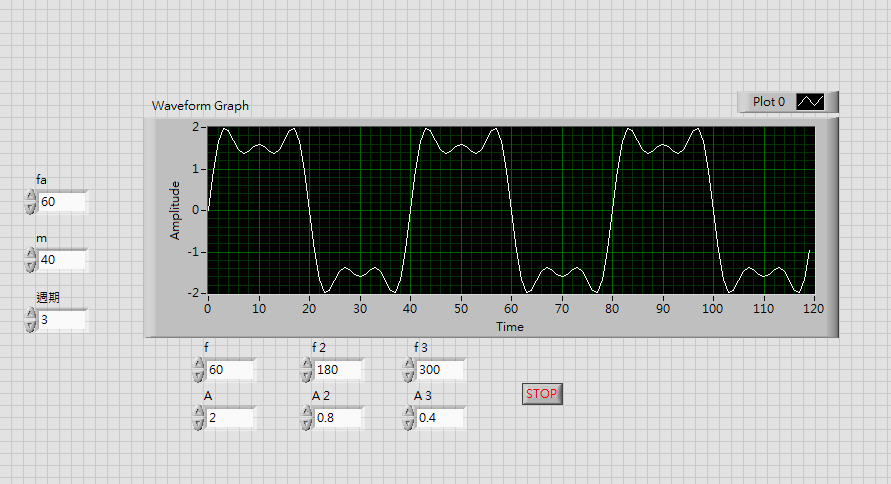 Waveform Graph
Plot 0
2
1
0
-1
-2
Amplitude
0 10 20 30 40 50 60 70 80 90 100 110 120
Time
fa
60
m
40
週期
3
f f 2 f 3
60 180 300
A A 2 A 3
2 0.8 0.4
STOP